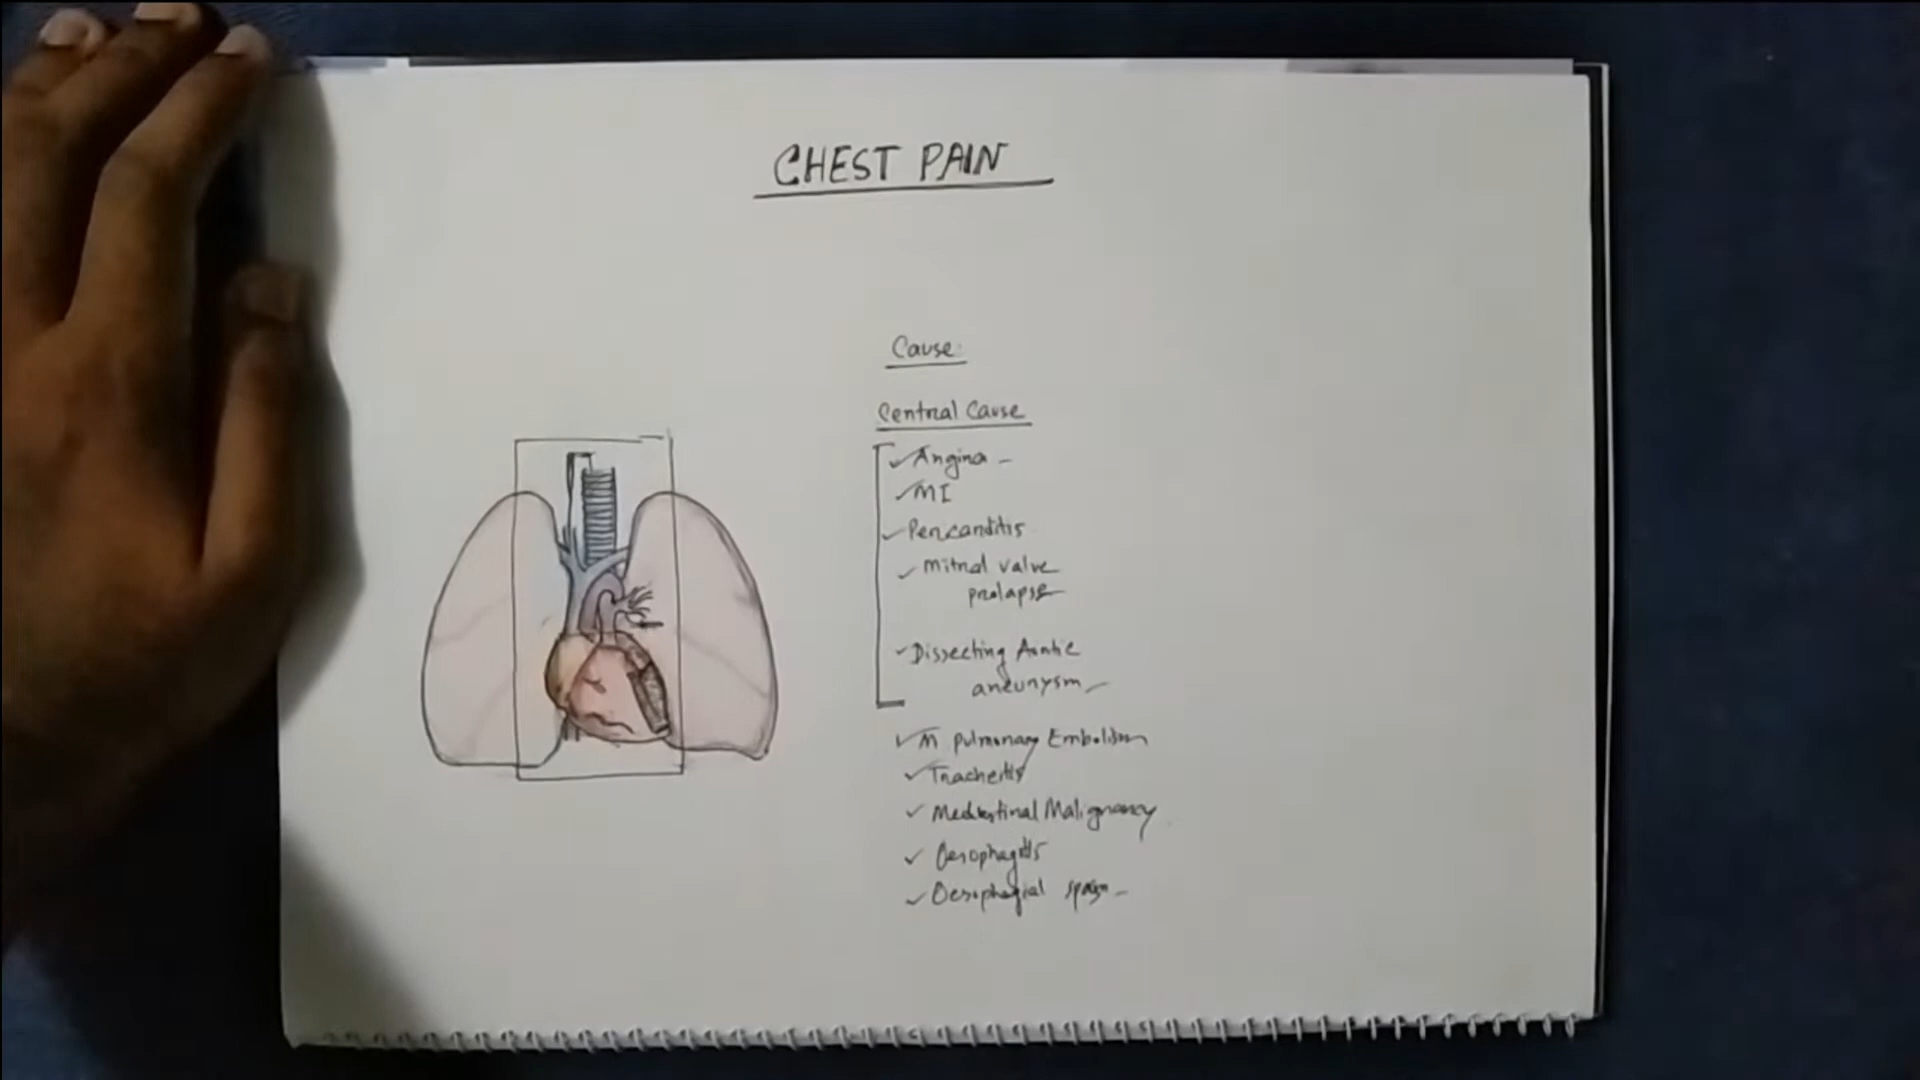 CHEST PAIN
Cause:
Central Cause
Angina -
MI
Pericarditis
Mitral valve
prolapse
Dissecting Aortic
aneurysm
M pulmonary Embolism
Tracheitis
Mediastinal Malignancy
Oesophagitis
Oesophagial spasm -